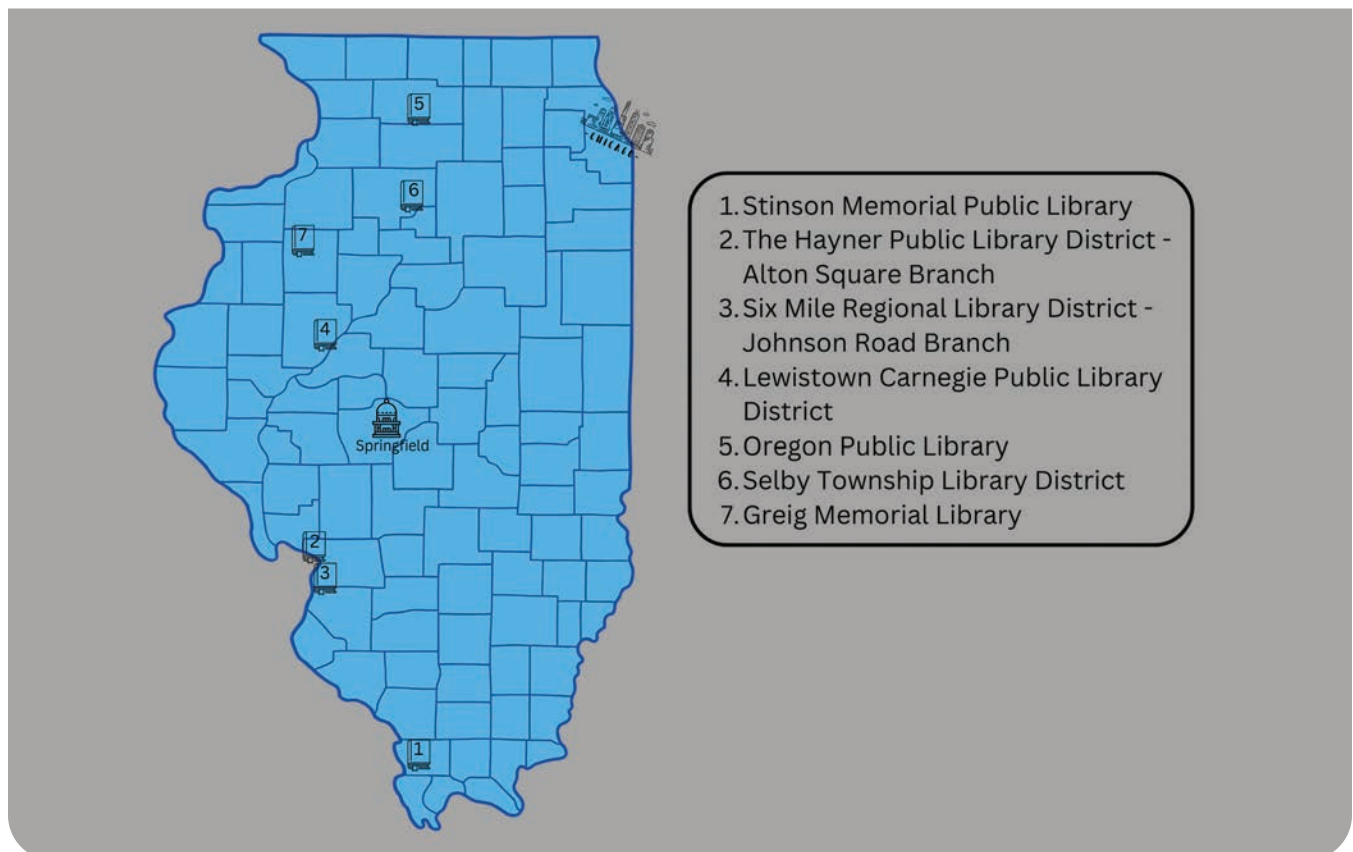 5
CHICAGO
6
7
4
Springfield
2
3
1
1. Stinson Memorial Public Library
2. The Hayner Public Library District -
Alton Square Branch
3. Six Mile Regional Library District -
Johnson Road Branch
4. Lewistown Carnegie Public Library
District
5. Oregon Public Library
6. Selby Township Library District
7. Greig Memorial Library